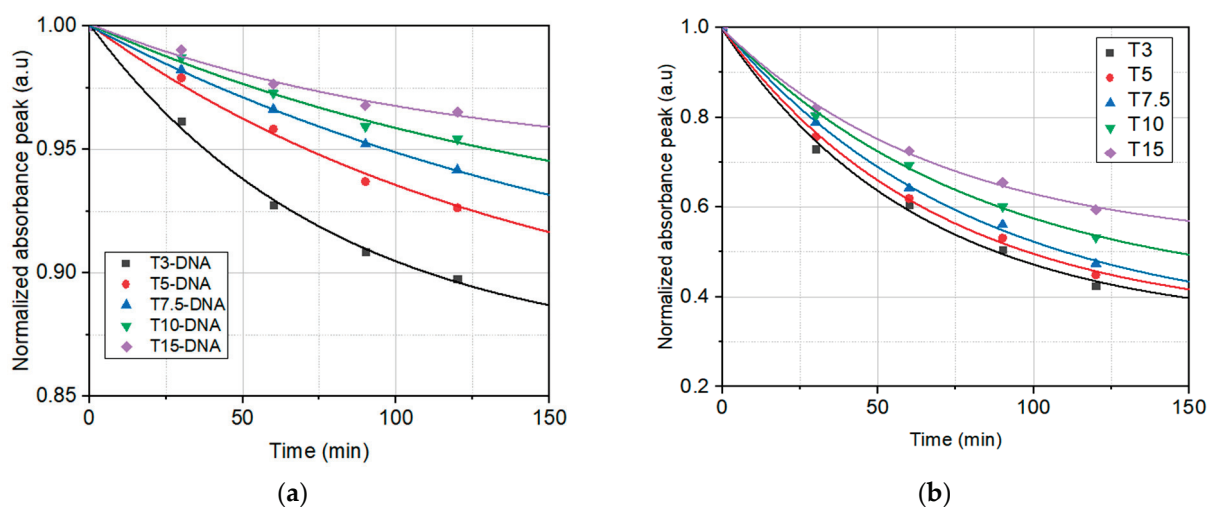 Normalized absorbance peak (a.u)
1.00
0.95
0.90
0.85
T3-DNA
T5-DNA
T7.5-DNA
T10-DNA
T15-DNA
0 50 100 150
Time (min)
(a)
Normalized absorbance peak (a.u)
1.0
0.8
0.6
0.4
0.2
T3
T5
T7.5
T10
T15
0 50 100 150
Time (min)
(b)